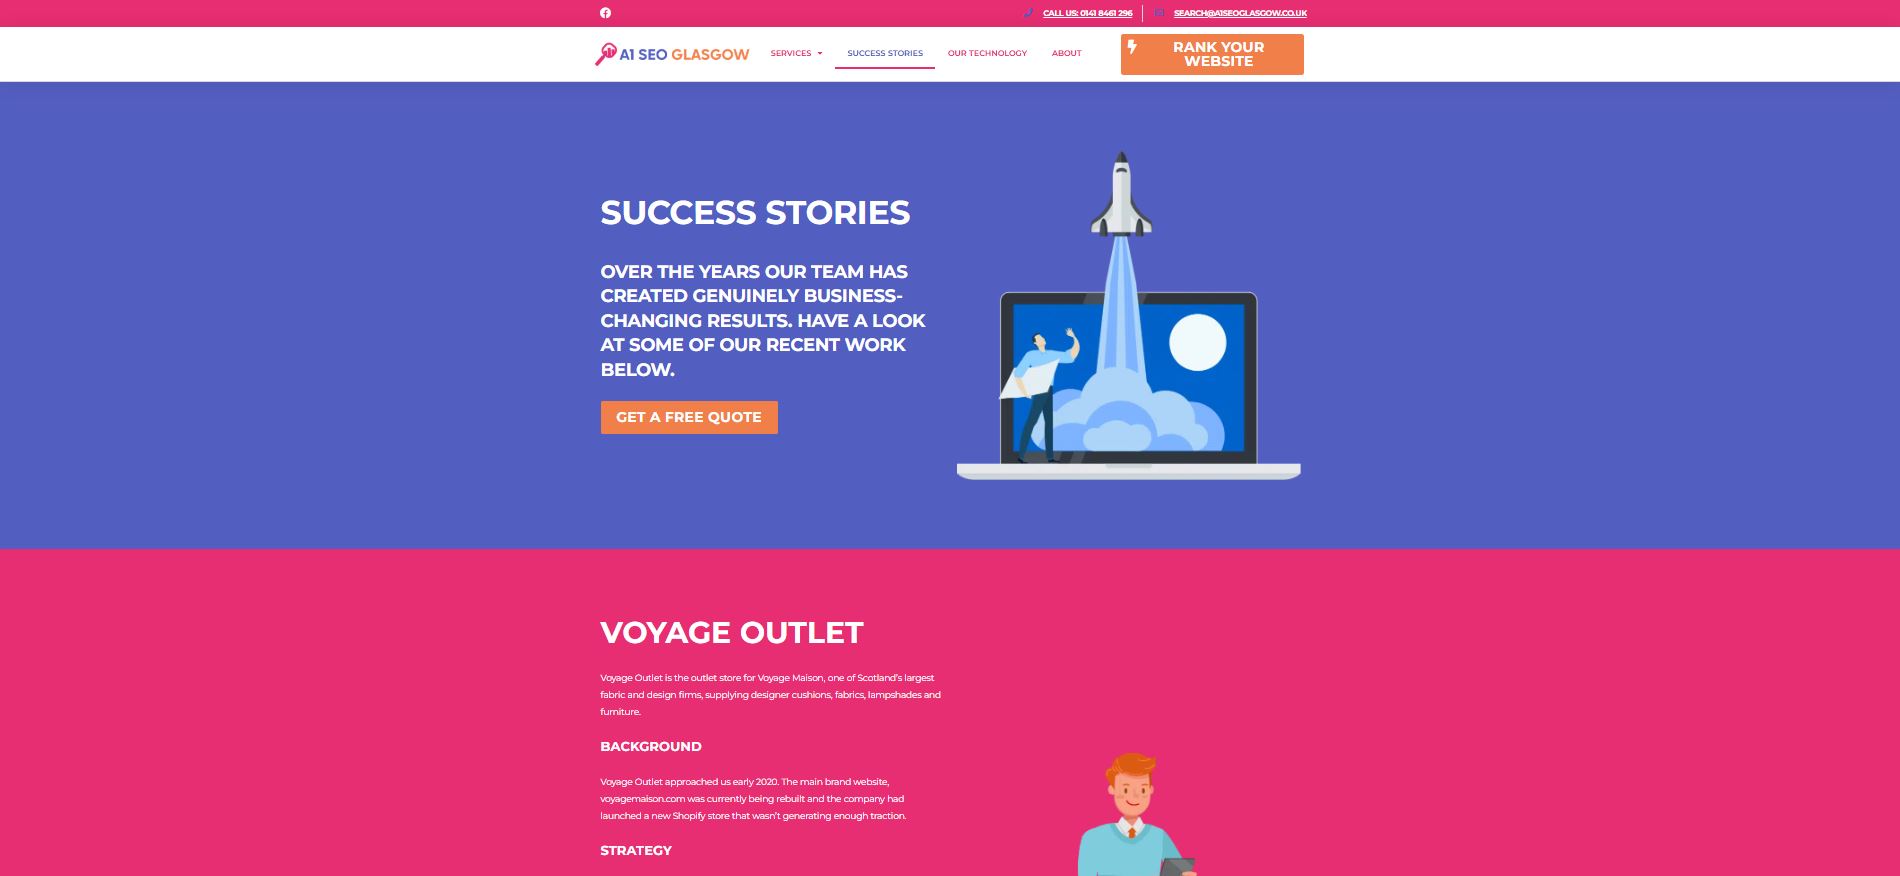 CALL US: 0141 8461 296
SEARCH@A1SEOGLASGOW.CO.UK
A1 SEO GLASGOW
SERVICES
SUCCESS STORIES
OUR TECHNOLOGY
ABOUT
RANK YOUR
WEBSITE
SUCCESS STORIES
OVER THE YEARS OUR TEAM HAS
CREATED GENUINELY BUSINESS-
CHANGING RESULTS. HAVE A LOOK
AT SOME OF OUR RECENT WORK
BELOW.
GET A FREE QUOTE
VOYAGE OUTLET
Voyage Outlet is the outlet store for Voyage Maison, one of Scotland's largest
fabric and design firms, supplying designer cushions, fabrics, lampshades and
furniture.
BACKGROUND
Voyage Outlet approached us early 2020. The main brand website,
voyagemaison.com was currently being rebuilt and the company had
launched a new Shopify store that wasn't generating enough traction.
STRATEGY